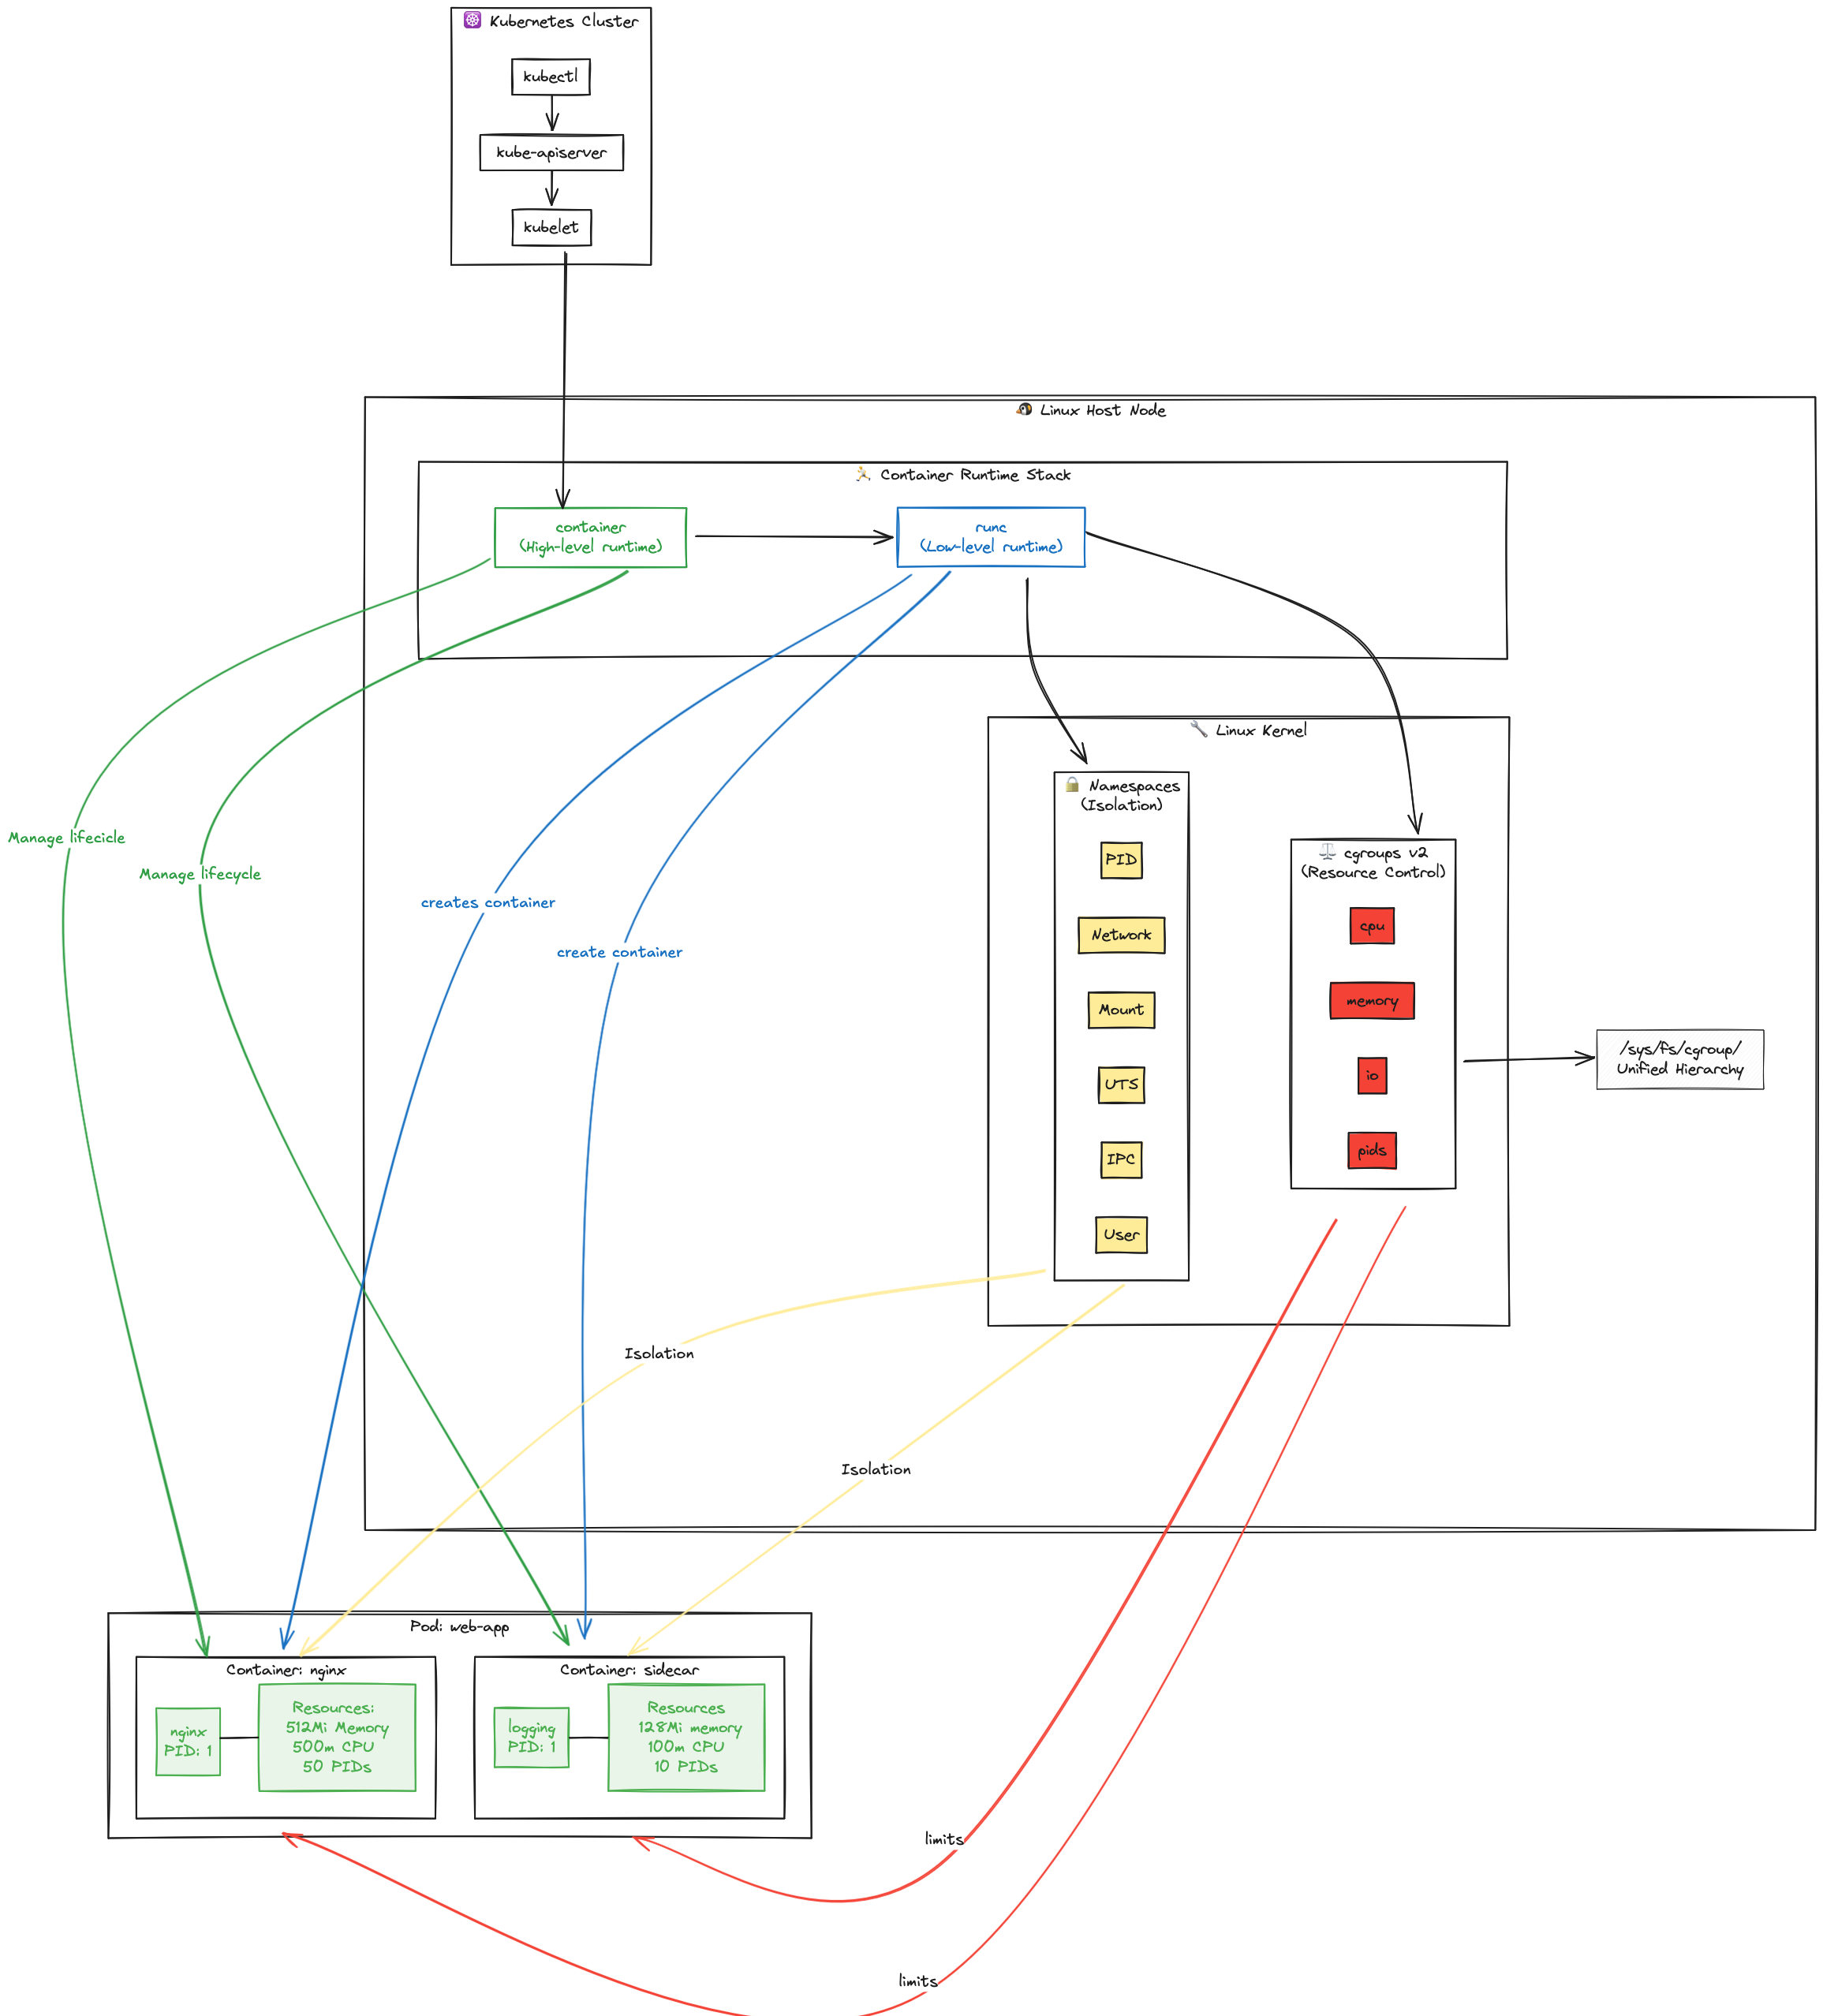 Kubernetes Cluster
kubectl
kube-apiserver
kubelet
Linux Host Node
Container Runtime Stack
container
(High-level runtime)
runc
(Low-level runtime)
Linux Kernel
Namespaces
(Isolation)
PID
Network
Mount
UTS
IPC
User
cgroups v2
(Resource Control)
cpu
memory
io
pids
/sys/fs/cgroup/
Unified Hierarchy
Manage lifecicle
Manage lifecycle
creates container
create container
Isolation
Isolation
Pod: web-app
Container: nginx
nginx
PID: 1
Resources:
512Mi Memory
500m CPU
50 PIDs
Container: sidecar
logging
PID: 1
Resources
128Mi memory
100m CPU
10 PIDs
limits
limits